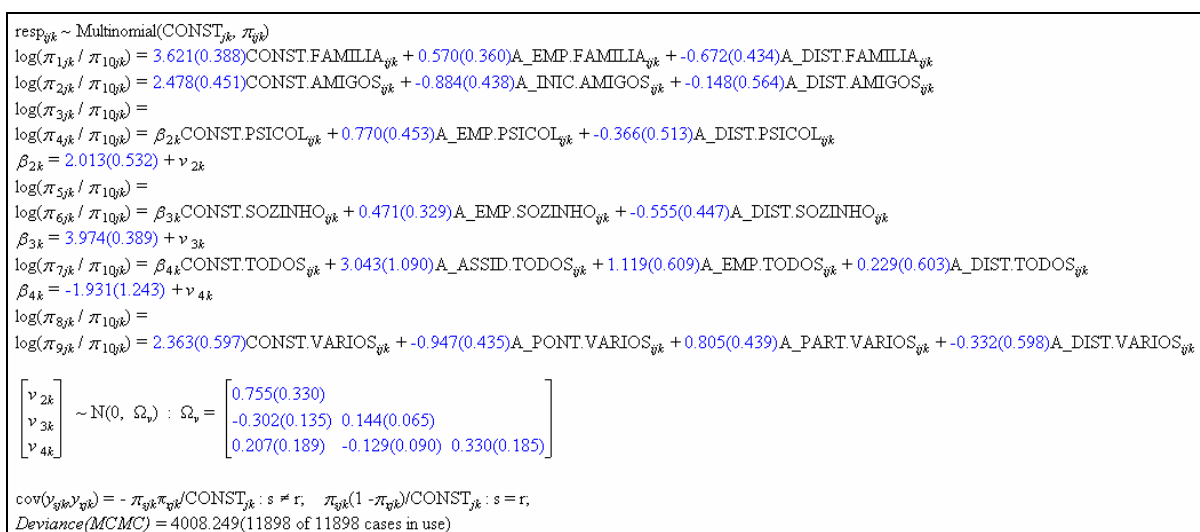 resp_ijk ~ Multinomial(CONST_jk, π_ijk)
log(π_1jk / π_10jk) = 3.621(0.388)CONST.FAMILIA_ijk + 0.570(0.360)A_EMP.FAMILIA_ijk + -0.672(0.434)A_DIST.FAMILIA_ijk
log(π_2jk / π_10jk) = 2.478(0.451)CONST.AMIGOS_ijk + -0.884(0.438)A_INIC.AMIGOS_ijk + -0.148(0.564)A_DIST.AMIGOS_ijk
log(π_3jk / π_10jk) =
log(π_4jk / π_10jk) = β_2k CONST.PSICOL_ijk + 0.770(0.453)A_EMP.PSICOL_ijk + -0.366(0.513)A_DIST.PSICOL_ijk
β_2k = 2.013(0.532) + ν_2k
log(π_5jk / π_10jk) =
log(π_6jk / π_10jk) = β_3k CONST.SOZINHO_ijk + 0.471(0.329)A_EMP.SOZINHO_ijk + -0.555(0.447)A_DIST.SOZINHO_ijk
β_3k = 3.974(0.389) + ν_3k
log(π_7jk / π_10jk) = β_4k CONST.TODOS_ijk + 3.043(1.090)A_ASSID.TODOS_ijk + 1.119(0.609)A_EMP.TODOS_ijk + 0.229(0.603)A_DIST.TODOS_ijk
β_4k = -1.931(1.243) + ν_4k
log(π_8jk / π_10jk) =
log(π_9jk / π_10jk) = 2.363(0.597)CONST.VARIOS_ijk + -0.947(0.435)A_PONT.VARIOS_ijk + 0.805(0.439)A_PART.VARIOS_ijk + -0.332(0.598)A_DIST.VARIOS_ijk
ν_2k 0.755(0.330)
ν_3k ~ N(0, Ω_ν) : Ω_ν = -0.302(0.135) 0.144(0.065)
ν_4k 0.207(0.189) -0.129(0.090) 0.330(0.185)
cov(y_sjk, y_rjk) = - π_sjk π_rjk/CONST_jk : s ≠ r; π_sjk(1 - π_rjk)/CONST_jk : s = r;
Deviance(MCMC) = 4008.249(11898 of 11898 cases in use)